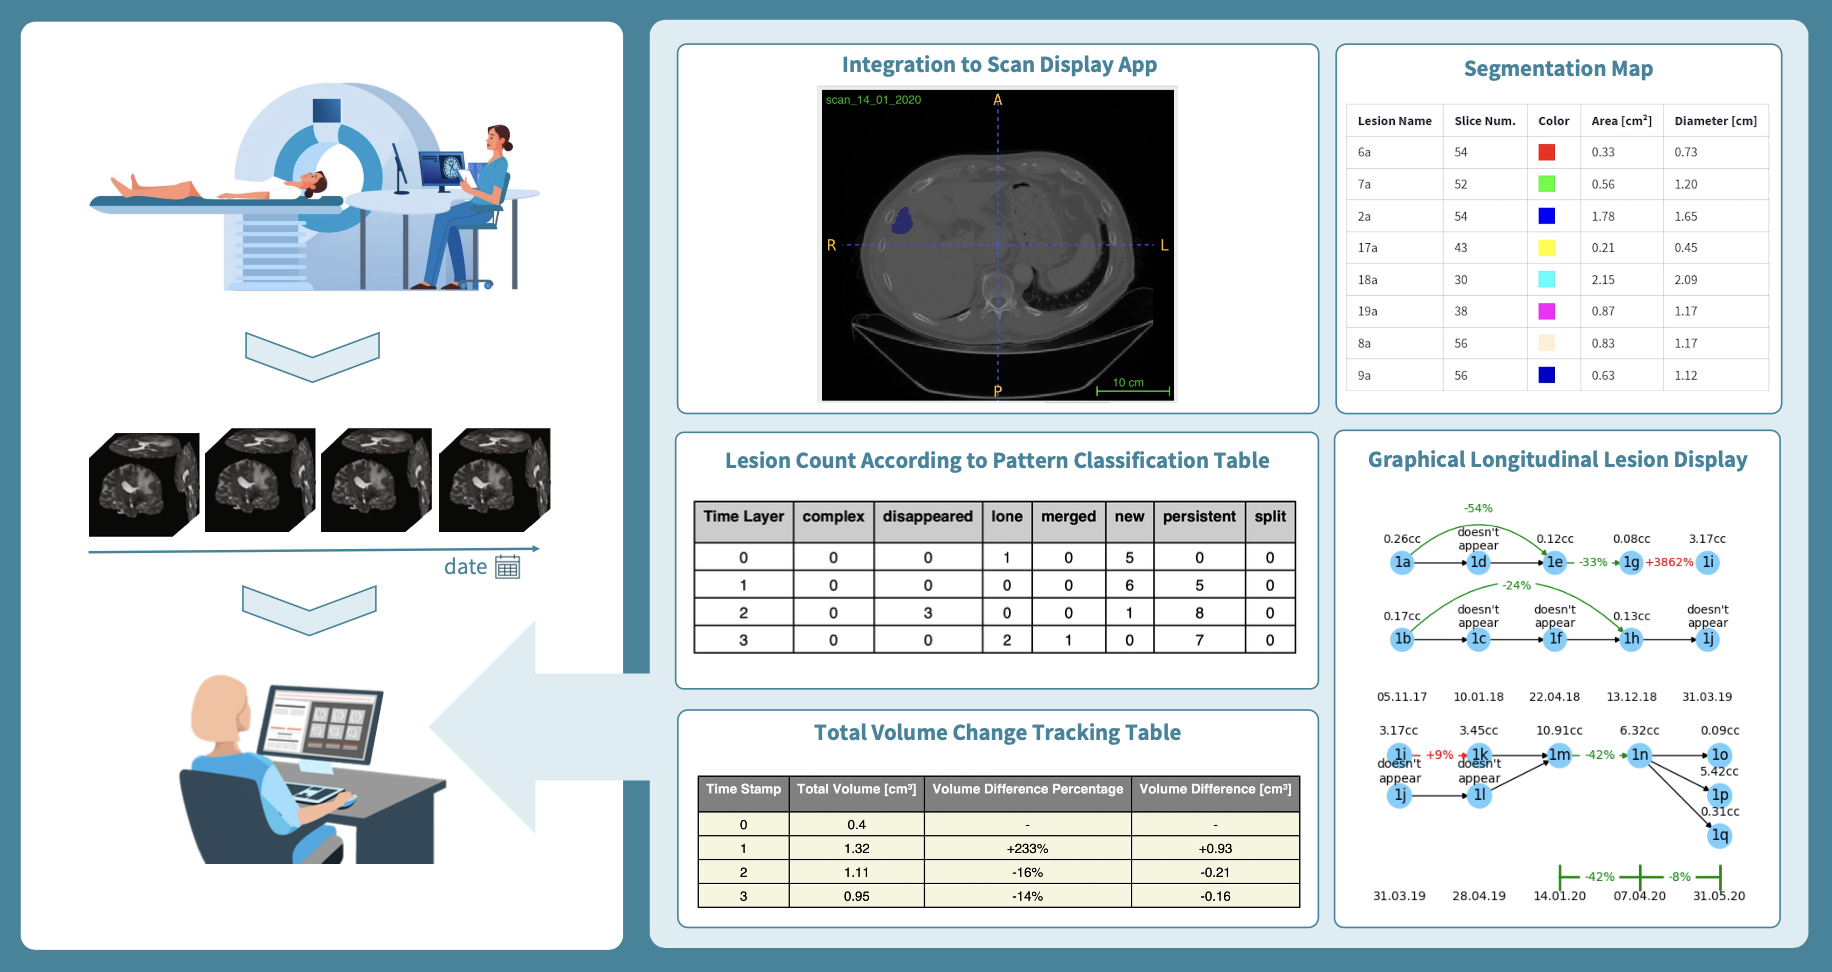 date
Integration to Scan Display App
scan_14_01_2020
A
R
L
P
10 cm
Segmentation Map
Lesion Name Slice Num. Color Area [cm²] Diameter [cm]
6a 54 0.33 0.73
7a 52 0.56 1.20
2a 54 1.78 1.65
17a 43 0.21 0.45
18a 30 2.15 2.09
19a 38 0.87 1.17
8a 56 0.83 1.17
9a 56 0.63 1.12
Lesion Count According to Pattern Classification Table
Time Layer complex disappeared lone merged new persistent split
0 0 0 1 0 5 0 0
1 0 0 0 0 6 5 0
2 0 3 0 0 1 8 0
3 0 0 2 1 0 7 0
Total Volume Change Tracking Table
Time Stamp Total Volume [cm³] Volume Difference Percentage Volume Difference [cm³]
0 0.4 - -
1 1.32 +233% +0.93
2 1.11 -16% -0.21
3 0.95 -14% -0.16
Graphical Longitudinal Lesion Display
-54%
0.26cc doesn't appear 0.12cc 0.08cc 3.17cc
1a 1d 1e -33% 1g +3862% 1i
-24%
0.17cc doesn't appear doesn't appear 0.13cc doesn't appear
1b 1c 1f 1h 1j
05.11.17 10.01.18 22.04.18 13.12.18 31.03.19
3.17cc 3.45cc 10.91cc 6.32cc 0.09cc
1i +9% 1k 1m -42% 1n 1o
doesn't appear doesn't appear 5.42cc
1j 1l 1p
0.31cc
1q
-42% -8%
31.03.19 28.04.19 14.01.20 07.04.20 31.05.20